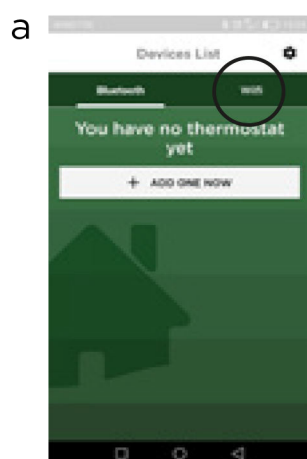 a
Devices List
Bluetooth Wifi
You have no thermostat
yet
+ ADD ONE NOW